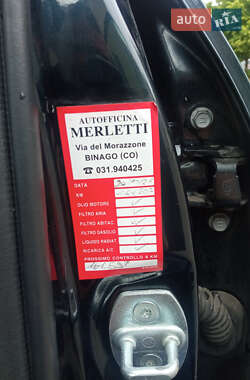 AUTO.RIA
AUTOFFICINA
MERLETTI
Via del Morazzone
BINAGO (CO)
☎ 031.940425
DATA
KM
OLIO MOTORE ✓
FILTRO ARIA ✓
FILTRO ABITAC ✓
FILTRO GASOLIO ✓
LIQUIDO RADIAT. ✓
RICARICA A/C ✓
PROSSIMO CONTROLLO A KM